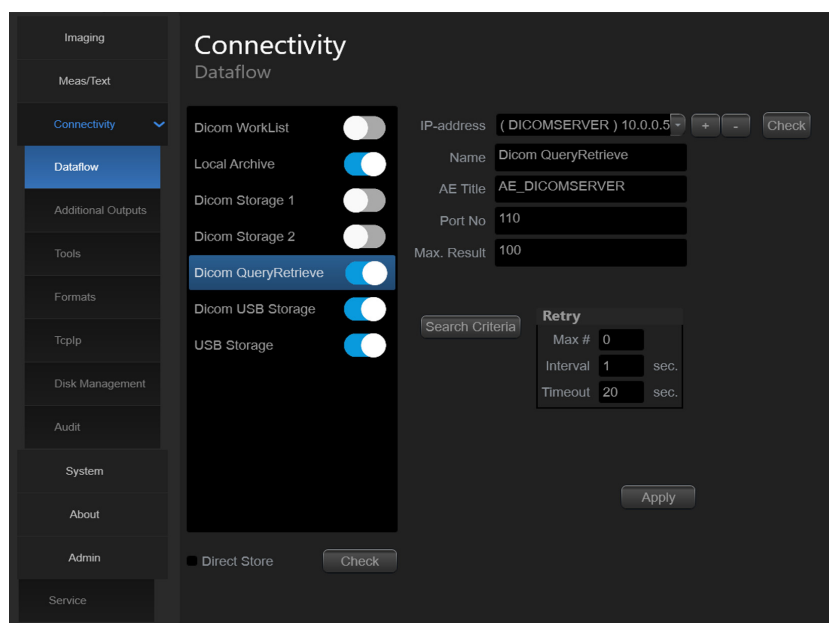 Imaging
Meas/Text
Connectivity
Dataflow
Additional Outputs
Tools
Formats
TcpIp
Disk Management
Audit
System
About
Admin
Service
Connectivity
Dataflow
Dicom WorkList
Local Archive
Dicom Storage 1
Dicom Storage 2
Dicom QueryRetrieve
Dicom USB Storage
USB Storage
Direct Store Check
IP-address ( DICOMSERVER ) 10.0.0.5 + - Check
Name Dicom QueryRetrieve
AE Title AE_DICOMSERVER
Port No 110
Max. Result 100
Search Criteria
Retry
Max # 0
Interval 1 sec.
Timeout 20 sec.
Apply